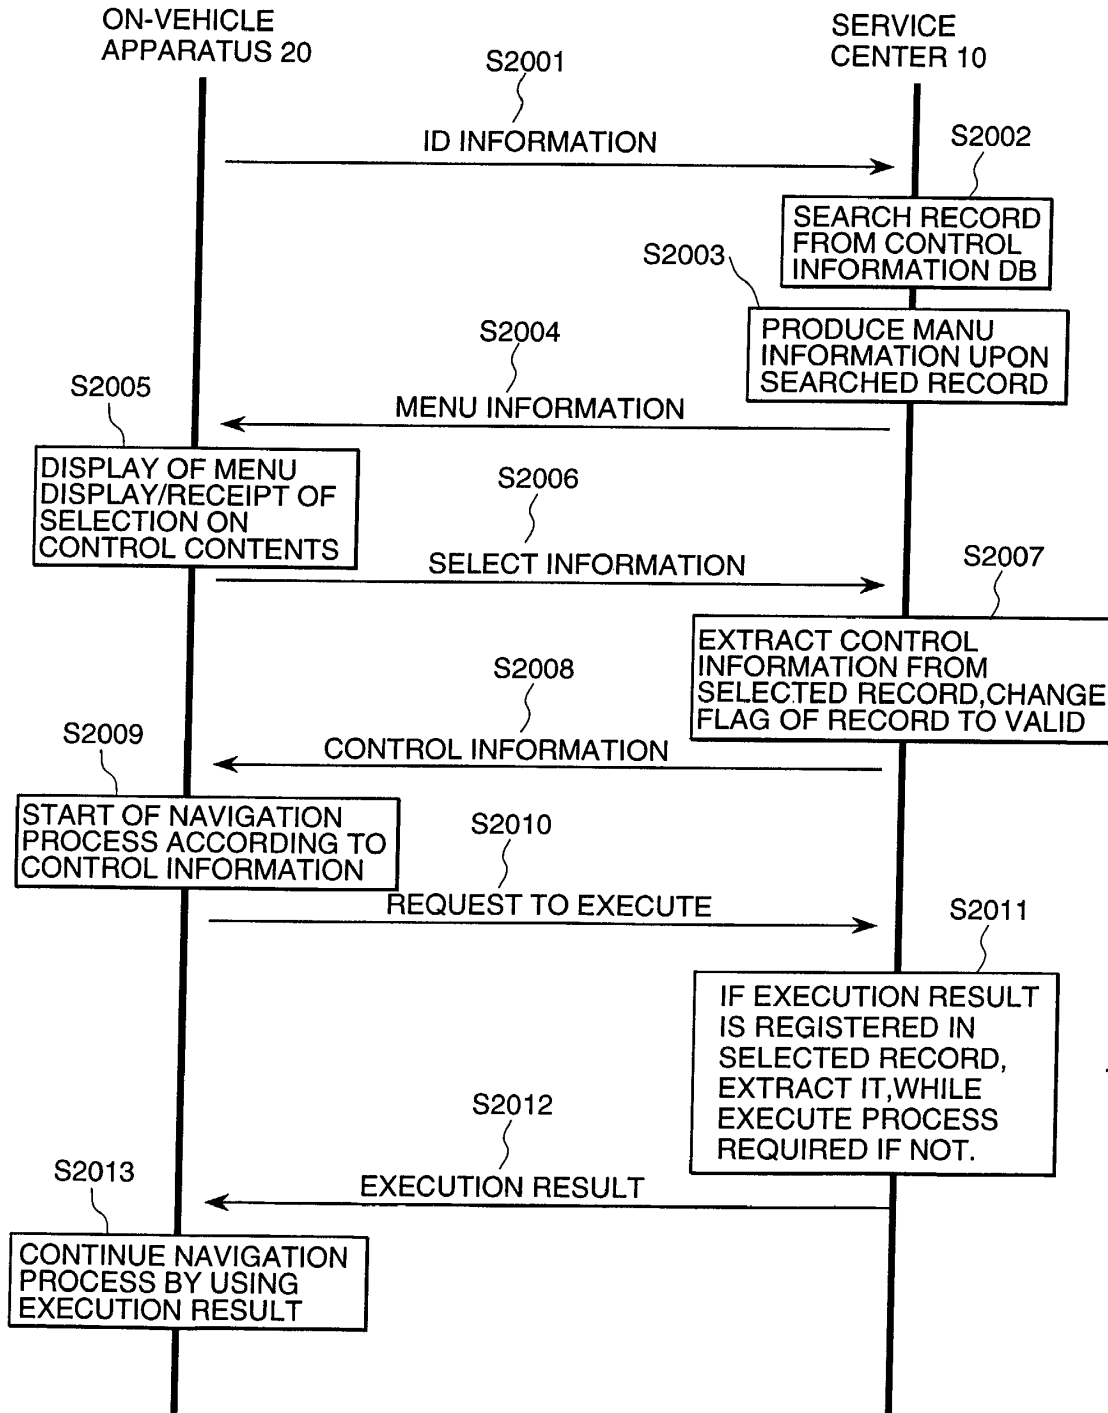 ON-VEHICLE
APPARATUS 20
SERVICE
CENTER 10
S2001
ID INFORMATION
S2002
SEARCH RECORD
FROM CONTROL
INFORMATION DB
S2003
PRODUCE MANU
INFORMATION UPON
SEARCHED RECORD
S2004
MENU INFORMATION
S2005
DISPLAY OF MENU
DISPLAY/RECEIPT OF
SELECTION ON
CONTROL CONTENTS
S2006
SELECT INFORMATION
S2007
EXTRACT CONTROL
INFORMATION FROM
SELECTED RECORD,CHANGE
FLAG OF RECORD TO VALID
S2008
CONTROL INFORMATION
S2009
START OF NAVIGATION
PROCESS ACCORDING TO
CONTROL INFORMATION
S2010
REQUEST TO EXECUTE
S2011
IF EXECUTION RESULT
IS REGISTERED IN
SELECTED RECORD,
EXTRACT IT,WHILE
EXECUTE PROCESS
REQUIRED IF NOT.
S2012
EXECUTION RESULT
S2013
CONTINUE NAVIGATION
PROCESS BY USING
EXECUTION RESULT